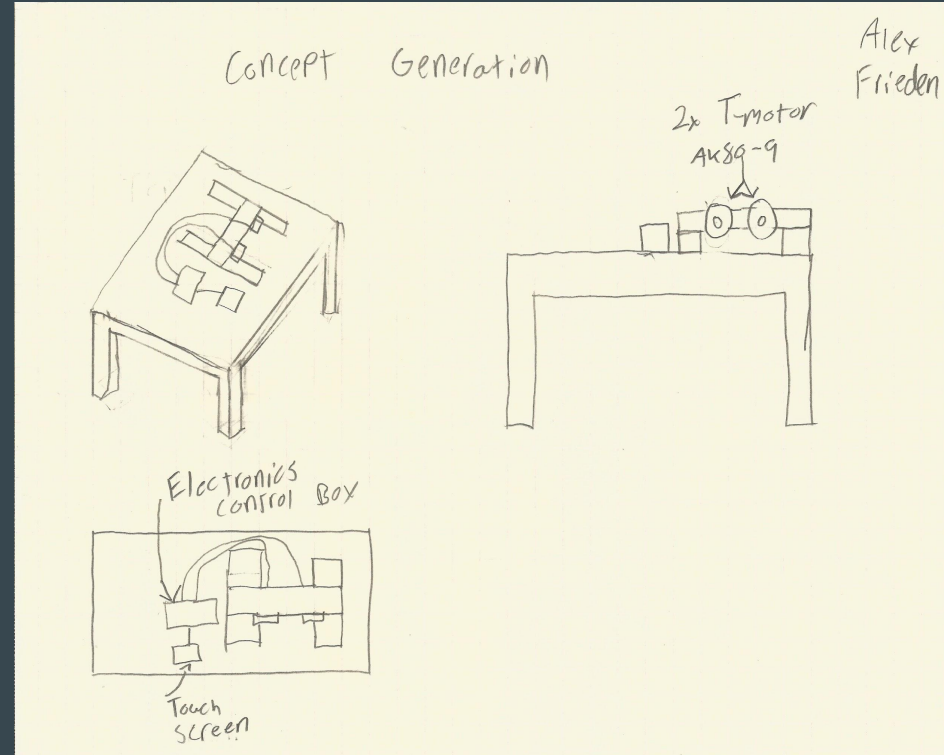 Concept Generation
Alex
Frieden
2x T-motor
AK80-9
Electronics
control Box
Touch
screen